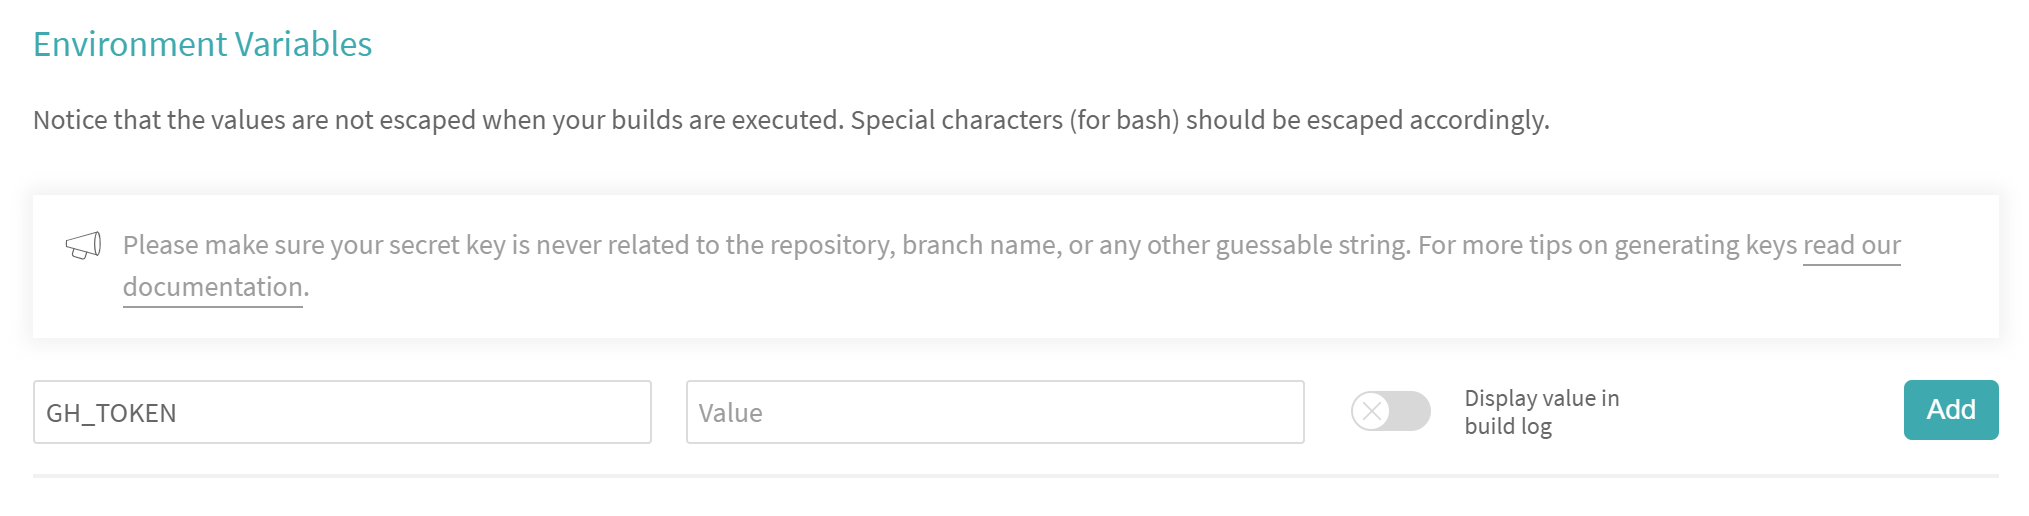 Environment Variables
Notice that the values are not escaped when your builds are executed. Special characters (for bash) should be escaped accordingly.
Please make sure your secret key is never related to the repository, branch name, or any other guessable string. For more tips on generating keys read our
documentation.
GH_TOKEN
Value
Display value in
build log
Add